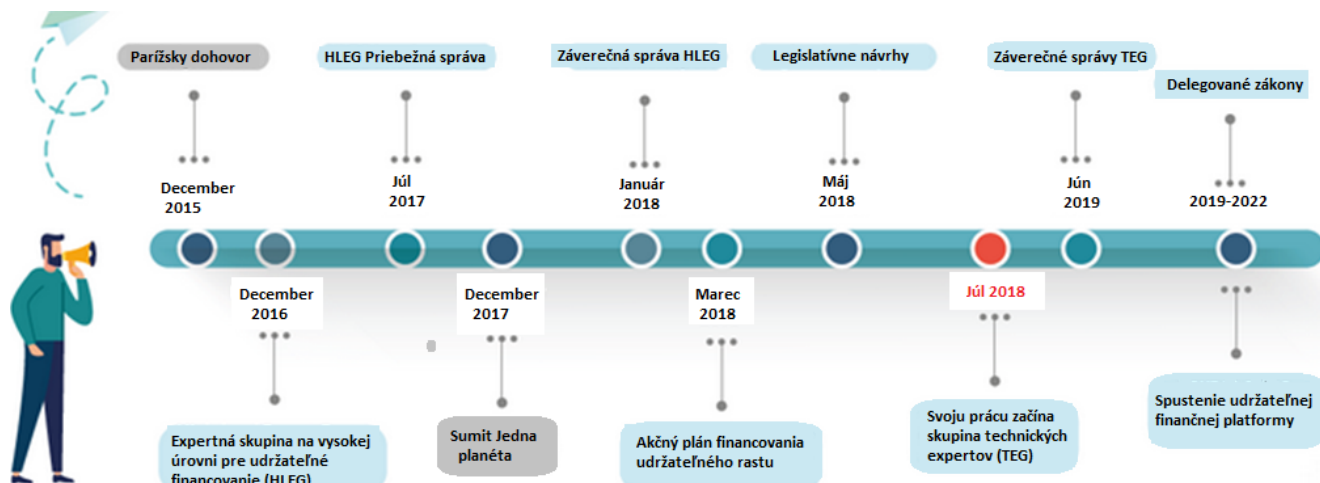 Parížsky dohovor
HLEG Priebežná správa
Záverečná správa HLEG
Legislatívne návrhy
Záverečné správy TEG
Delegované zákony
December
2015
Júl
2017
Január
2018
Máj
2018
Jún
2019
2019-2022
December
2016
December
2017
Marec
2018
Júl 2018
Expertná skupina na vysokej
úrovni pre udržateľné
financovanie (HLEG)
Sumit Jedna
planéta
Akčný plán financovania
udržateľného rastu
Svoju prácu začína
skupina technických
expertov (TEG)
Spustenie udržateľnej
finančnej platformy